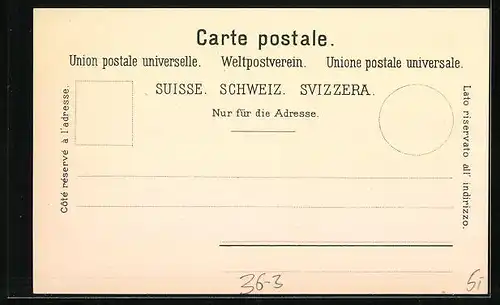 Carte postale.
Union postale universelle. Weltpostverein. Unione postale universale.
SUISSE. SCHWEIZ. SVIZZERA.
Nur für die Adresse.
Côté réservé à l'adresse.
Lato riservato all' indirizzo.
36-3